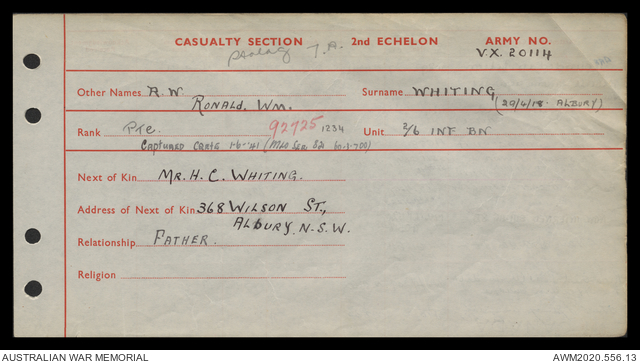 CASUALTY SECTION 2nd ECHELON ARMY NO.
T.A. VX. 20114
Other Names R.W. Surname WHITING
RONALD. WM. (29/4/18. ALBURY)
Rank Pte. 92725 1234 Unit 2/6 INF BN
Captured Crete 1-6-41
Next of Kin MR. H. C. WHITING.
Address of Next of Kin 368 WILSON ST.,
ALBURY. N.S.W.
Relationship FATHER.
Religion
AUSTRALIAN WAR MEMORIAL AWM2020.556.13